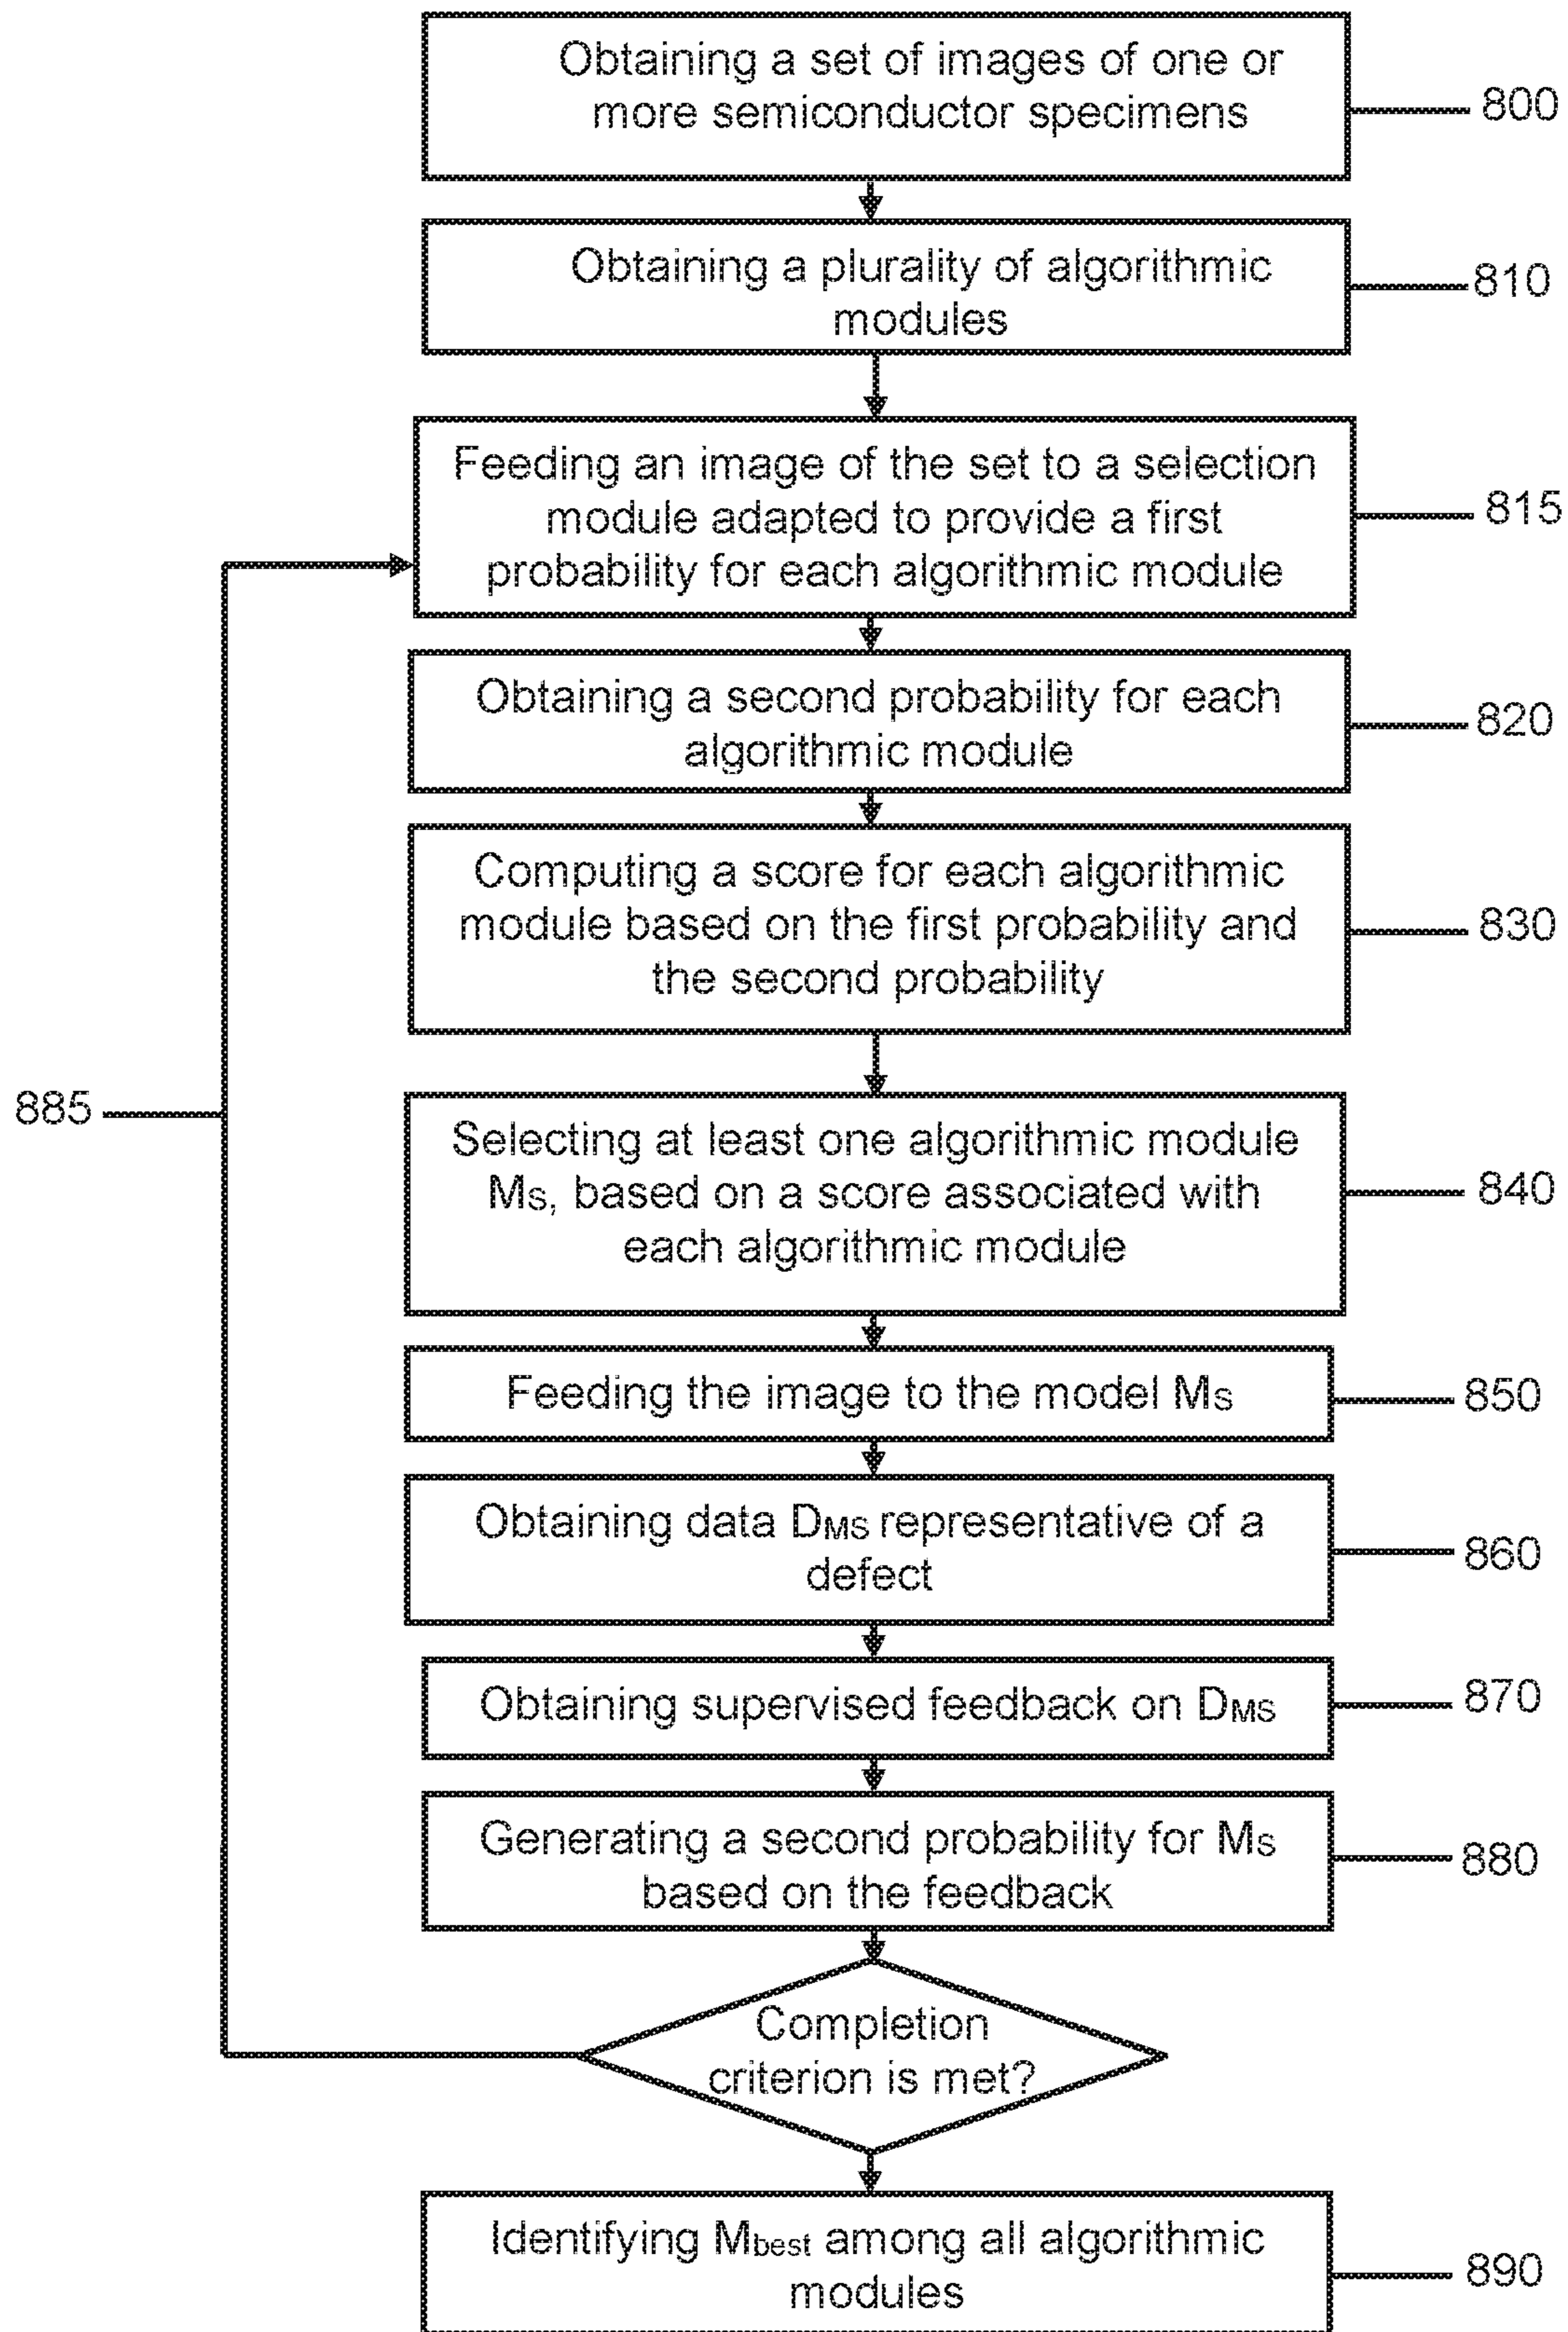 Obtaining a set of images of one or
more semiconductor specimens
800
Obtaining a plurality of algorithmic
modules
810
Feeding an image of the set to a selection
module adapted to provide a first
probability for each algorithmic module
815
Obtaining a second probability for each
algorithmic module
820
Computing a score for each algorithmic
module based on the first probability and
the second probability
830
885
Selecting at least one algorithmic module
MS, based on a score associated with
each algorithmic module
840
Feeding the image to the model MS
850
Obtaining data DMS representative of a
defect
860
Obtaining supervised feedback on DMS
870
Generating a second probability for MS
based on the feedback
880
Completion
criterion is met?
Identifying Mbest among all algorithmic
modules
890